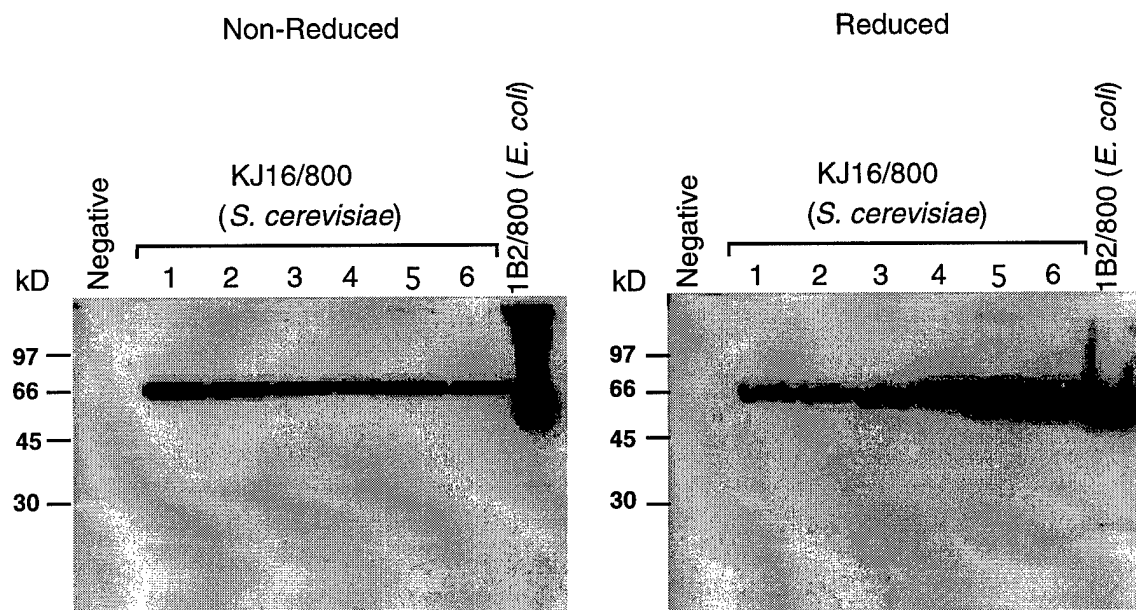 Non-Reduced
Negative
KJ16/800
(S. cerevisiae)
1B2/800 (E. coli)
kD
1 2 3 4 5 6
97
66
45
30
Reduced
Negative
KJ16/800
(S. cerevisiae)
1B2/800 (E. coli)
kD
1 2 3 4 5 6
97
66
45
30